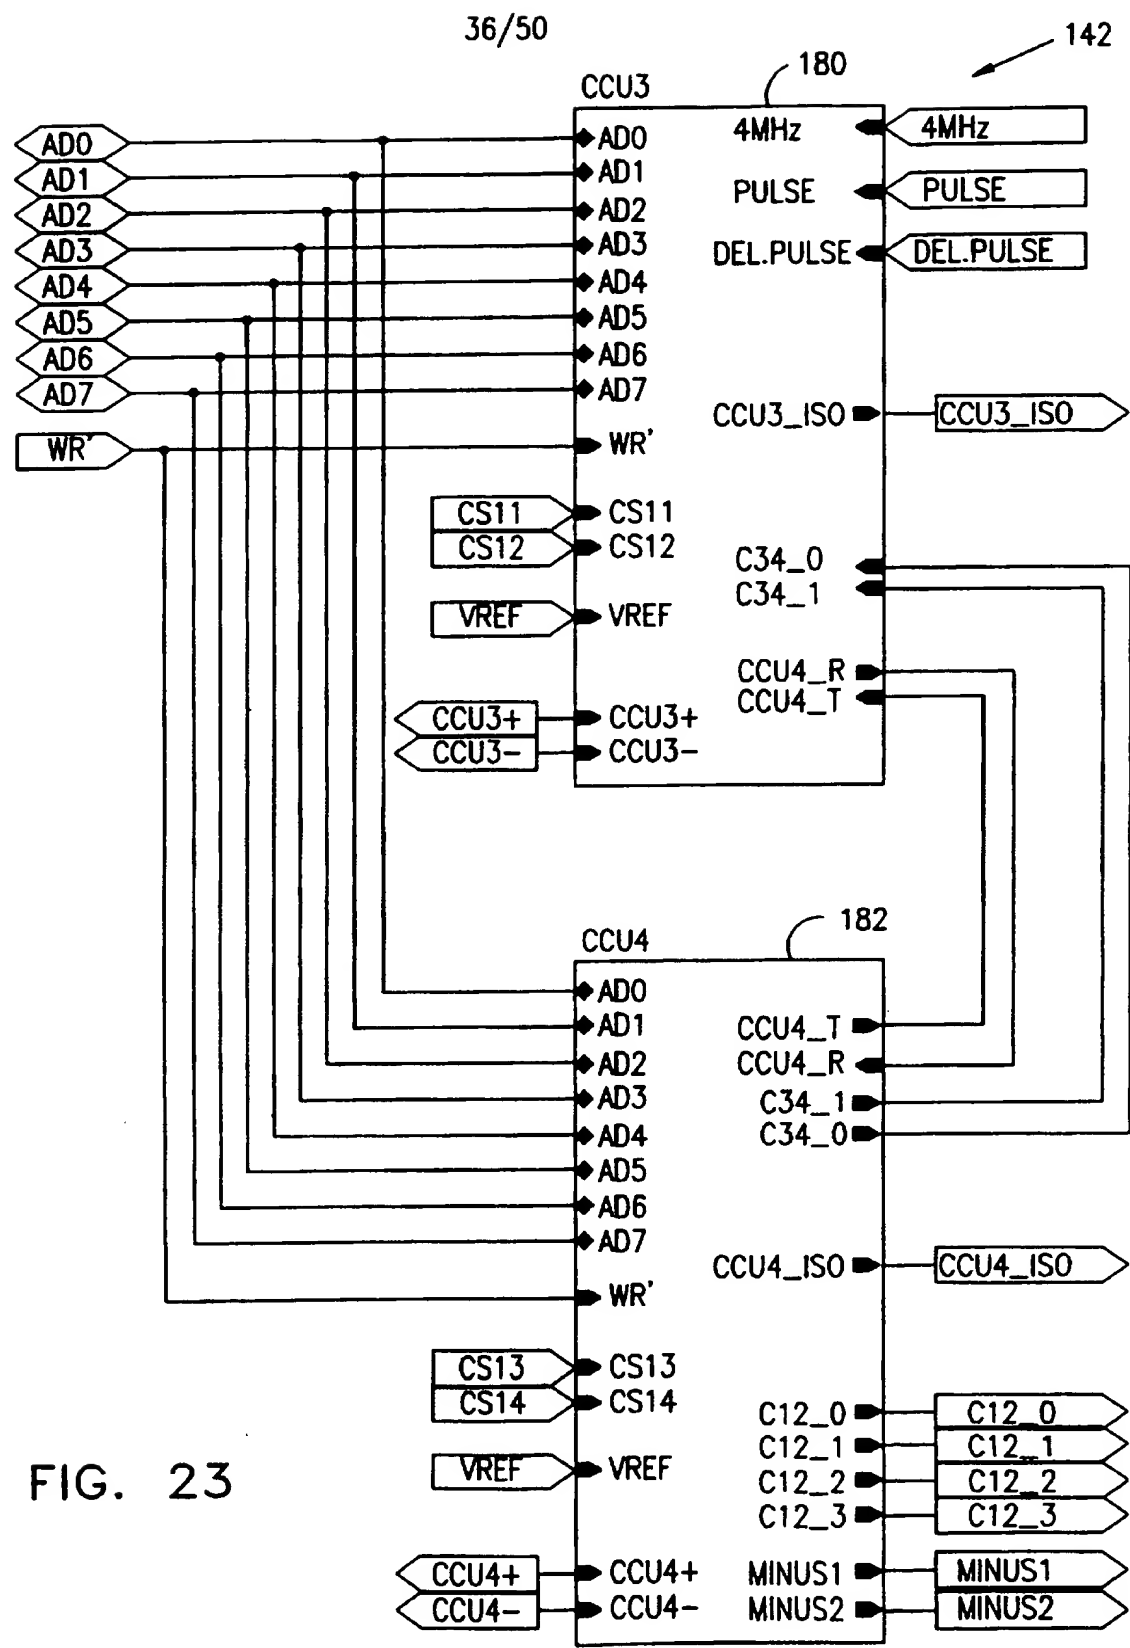 36/50
142
180
CCU3
AD0 AD0 4MHz 4MHz
AD1 AD1
AD2 AD2 PULSE PULSE
AD3 AD3 DEL.PULSE DEL.PULSE
AD4 AD4
AD5 AD5
AD6 AD6
AD7 AD7
CCU3_ISO CCU3_ISO
WR' WR'
CS11 CS11
CS12 CS12
C34_0
C34_1
VREF VREF
CCU4_R
CCU4_T
CCU3+ CCU3+
CCU3- CCU3-
182
CCU4
AD0
AD1 CCU4_T
AD2 CCU4_R
AD3 C34_1
AD4 C34_0
AD5
AD6
AD7
CCU4_ISO CCU4_ISO
WR'
CS13 CS13
CS14 CS14
C12_0 C12_0
C12_1 C12_1
VREF VREF
C12_2 C12_2
C12_3 C12_3
FIG. 23
CCU4+ CCU4+ MINUS1 MINUS1
CCU4- CCU4- MINUS2 MINUS2